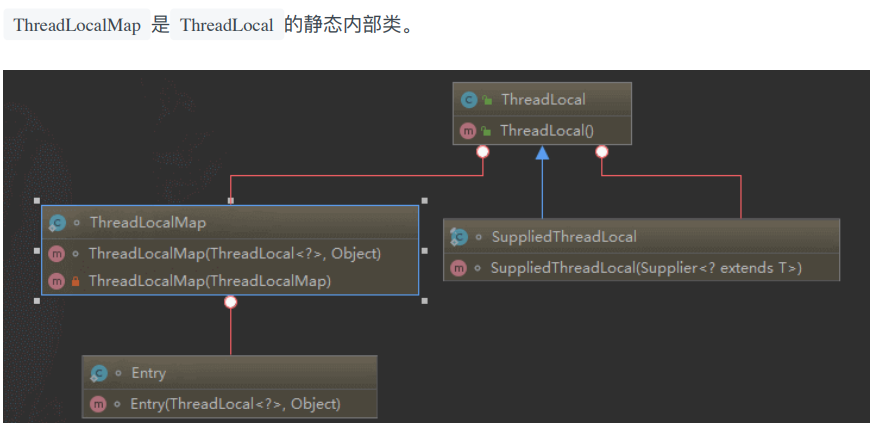 ThreadLocalMap 是 ThreadLocal 的静态内部类。
ThreadLocal
ThreadLocal()
ThreadLocalMap
ThreadLocalMap(ThreadLocal<?>, Object)
ThreadLocalMap(ThreadLocalMap)
SuppliedThreadLocal
SuppliedThreadLocal(Supplier<? extends T>)
Entry
Entry(ThreadLocal<?>, Object)